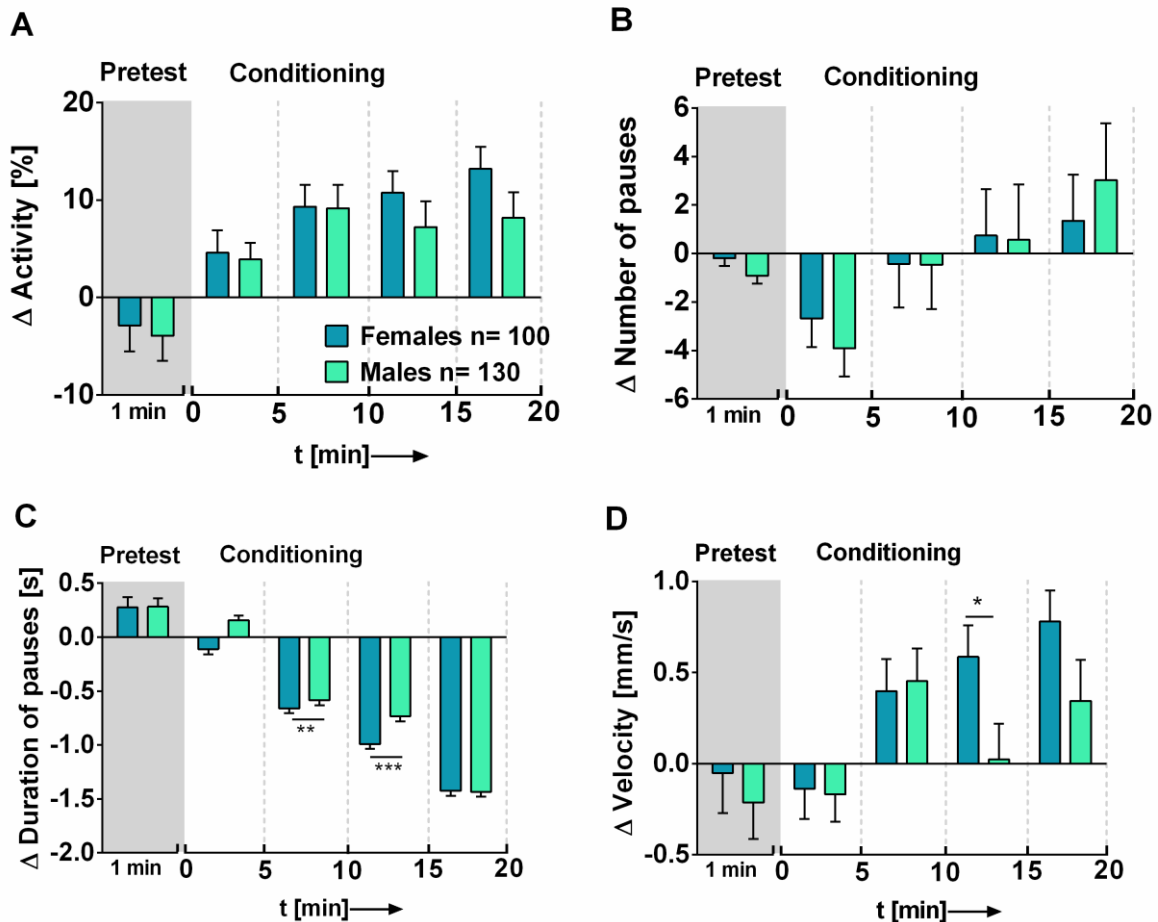 A
Pretest Conditioning
Δ Activity [%]
20
10
0
-10
Females n= 100
Males n= 130
1 min 0 5 10 15 20
t [min]
B
Pretest Conditioning
Δ Number of pauses
6
4
2
0
-2
-4
-6
1 min 0 5 10 15 20
C
Pretest Conditioning
Δ Duration of pauses [s]
0.5
0.0
-0.5
-1.0
-1.5
-2.0
**
***
1 min 0 5 10 15 20
t [min]
D
Pretest Conditioning
Δ Velocity [mm/s]
1.0
0.5
0.0
-0.5
*
1 min 0 5 10 15 20
t [min]